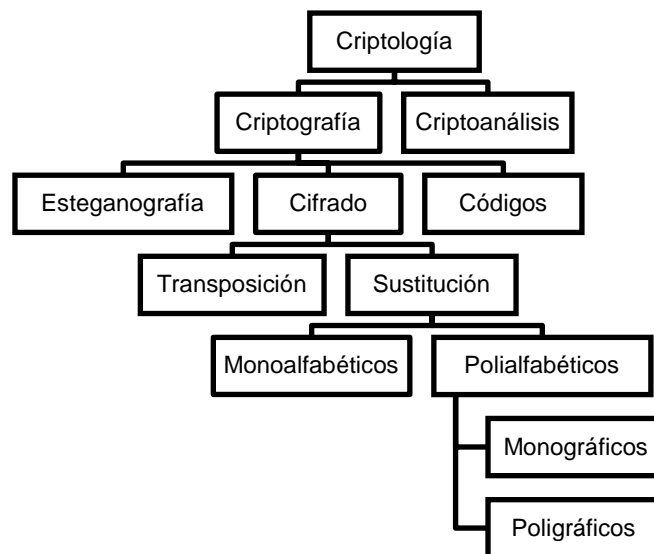 Criptología
Criptografía
Criptoanálisis
Esteganografía
Cifrado
Códigos
Transposición
Sustitución
Monoalfabéticos
Polialfabéticos
Monográficos
Poligráficos